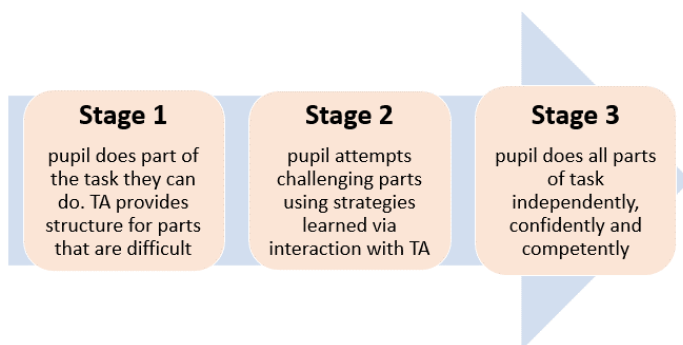 Stage 1
pupil does part of
the task they can
do. TA provides
structure for parts
that are difficult
Stage 2
pupil attempts
challenging parts
using strategies
learned via
interaction with TA
Stage 3
pupil does all parts
of task
independently,
confidently and
competently